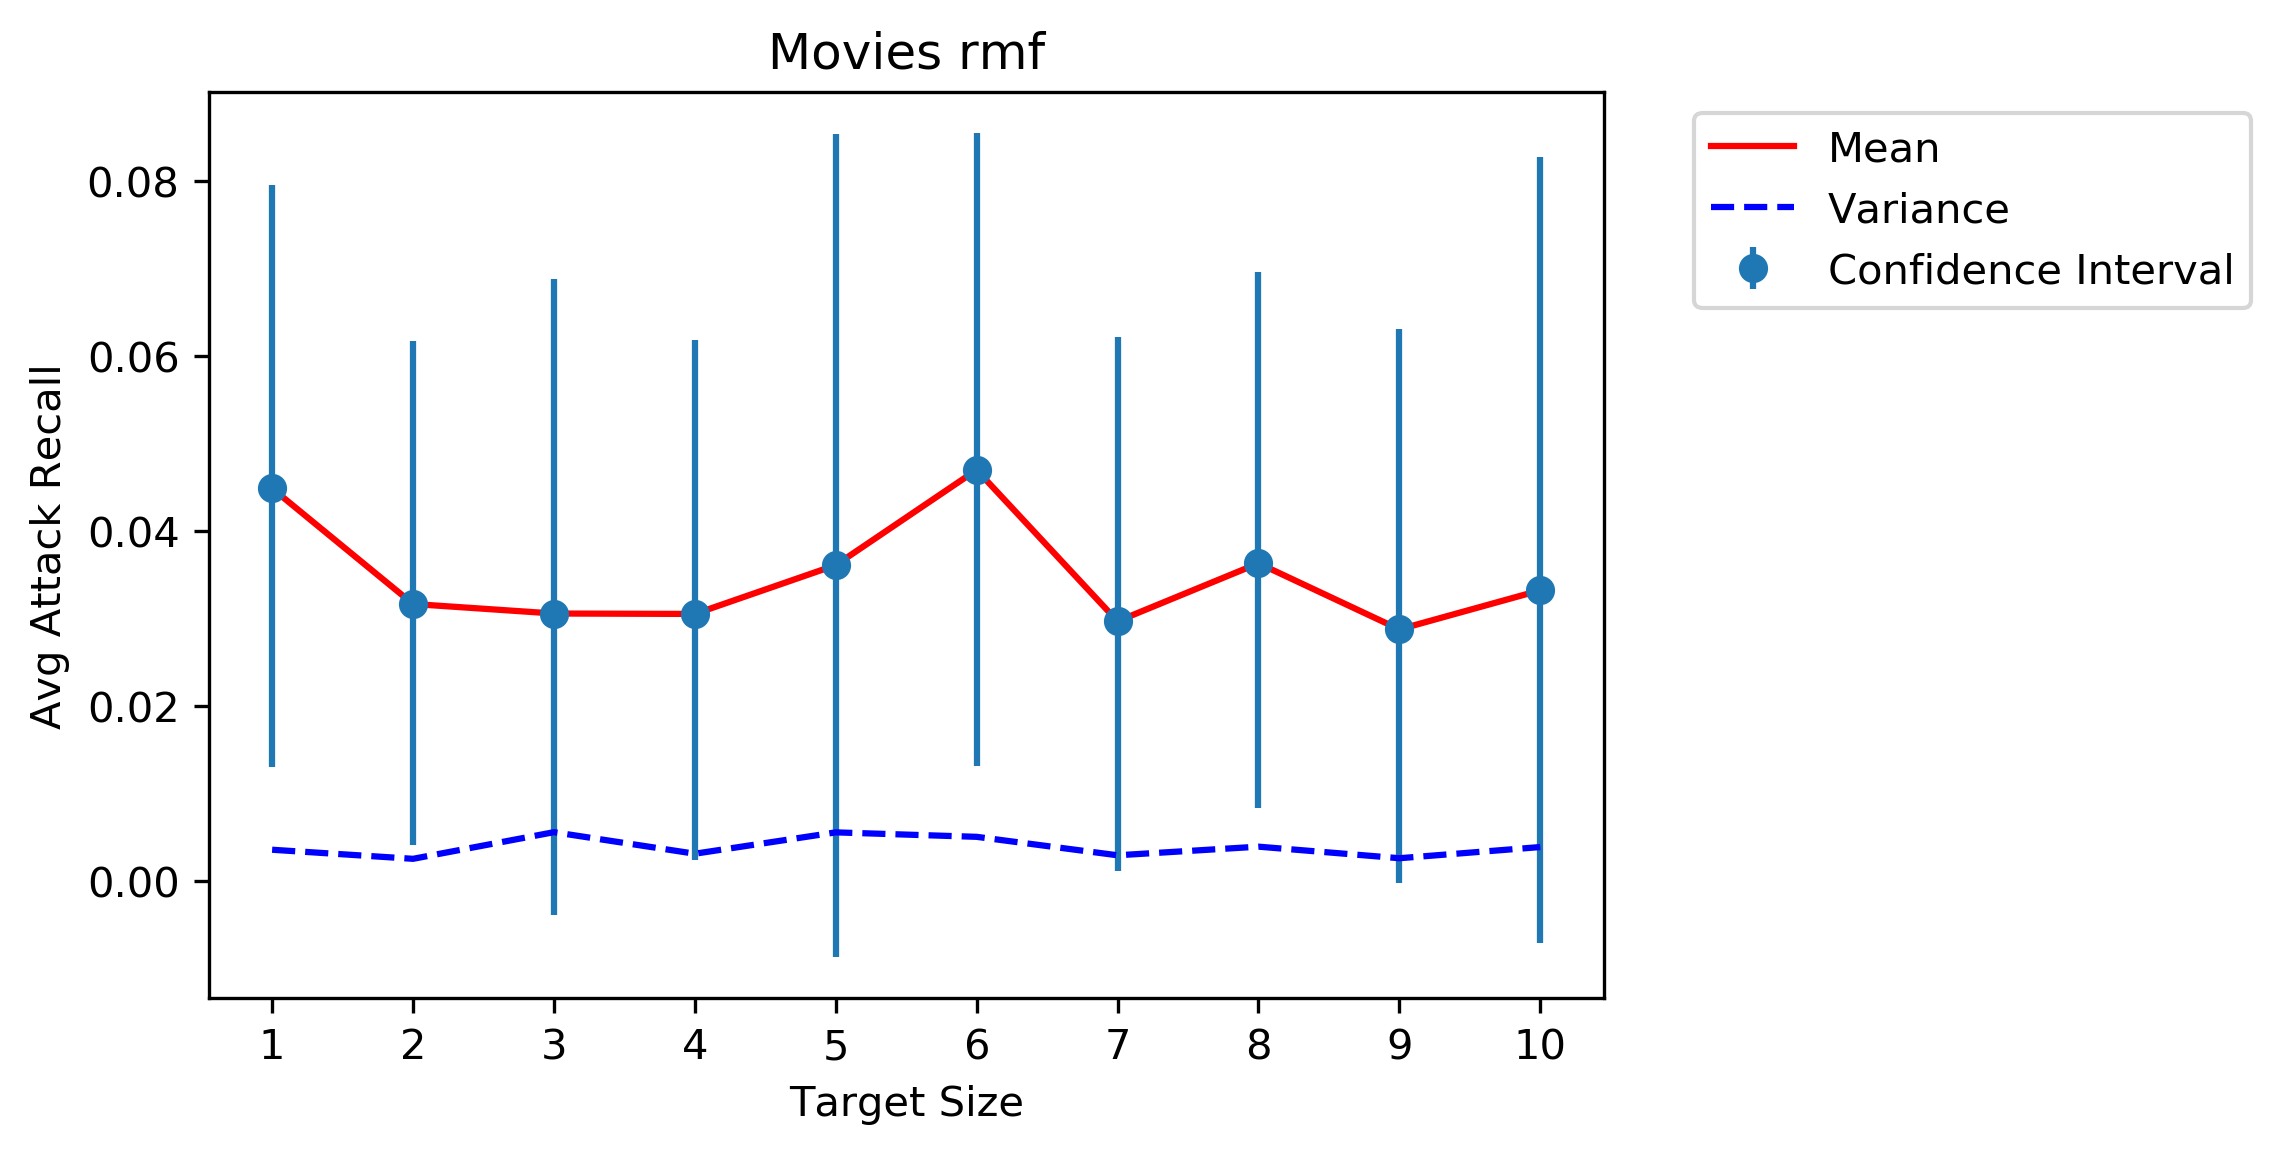 Movies rmf
Mean
Variance
Confidence Interval
Avg Attack Recall
0.08
0.06
0.04
0.02
0.00
1 2 3 4 5 6 7 8 9 10
Target Size